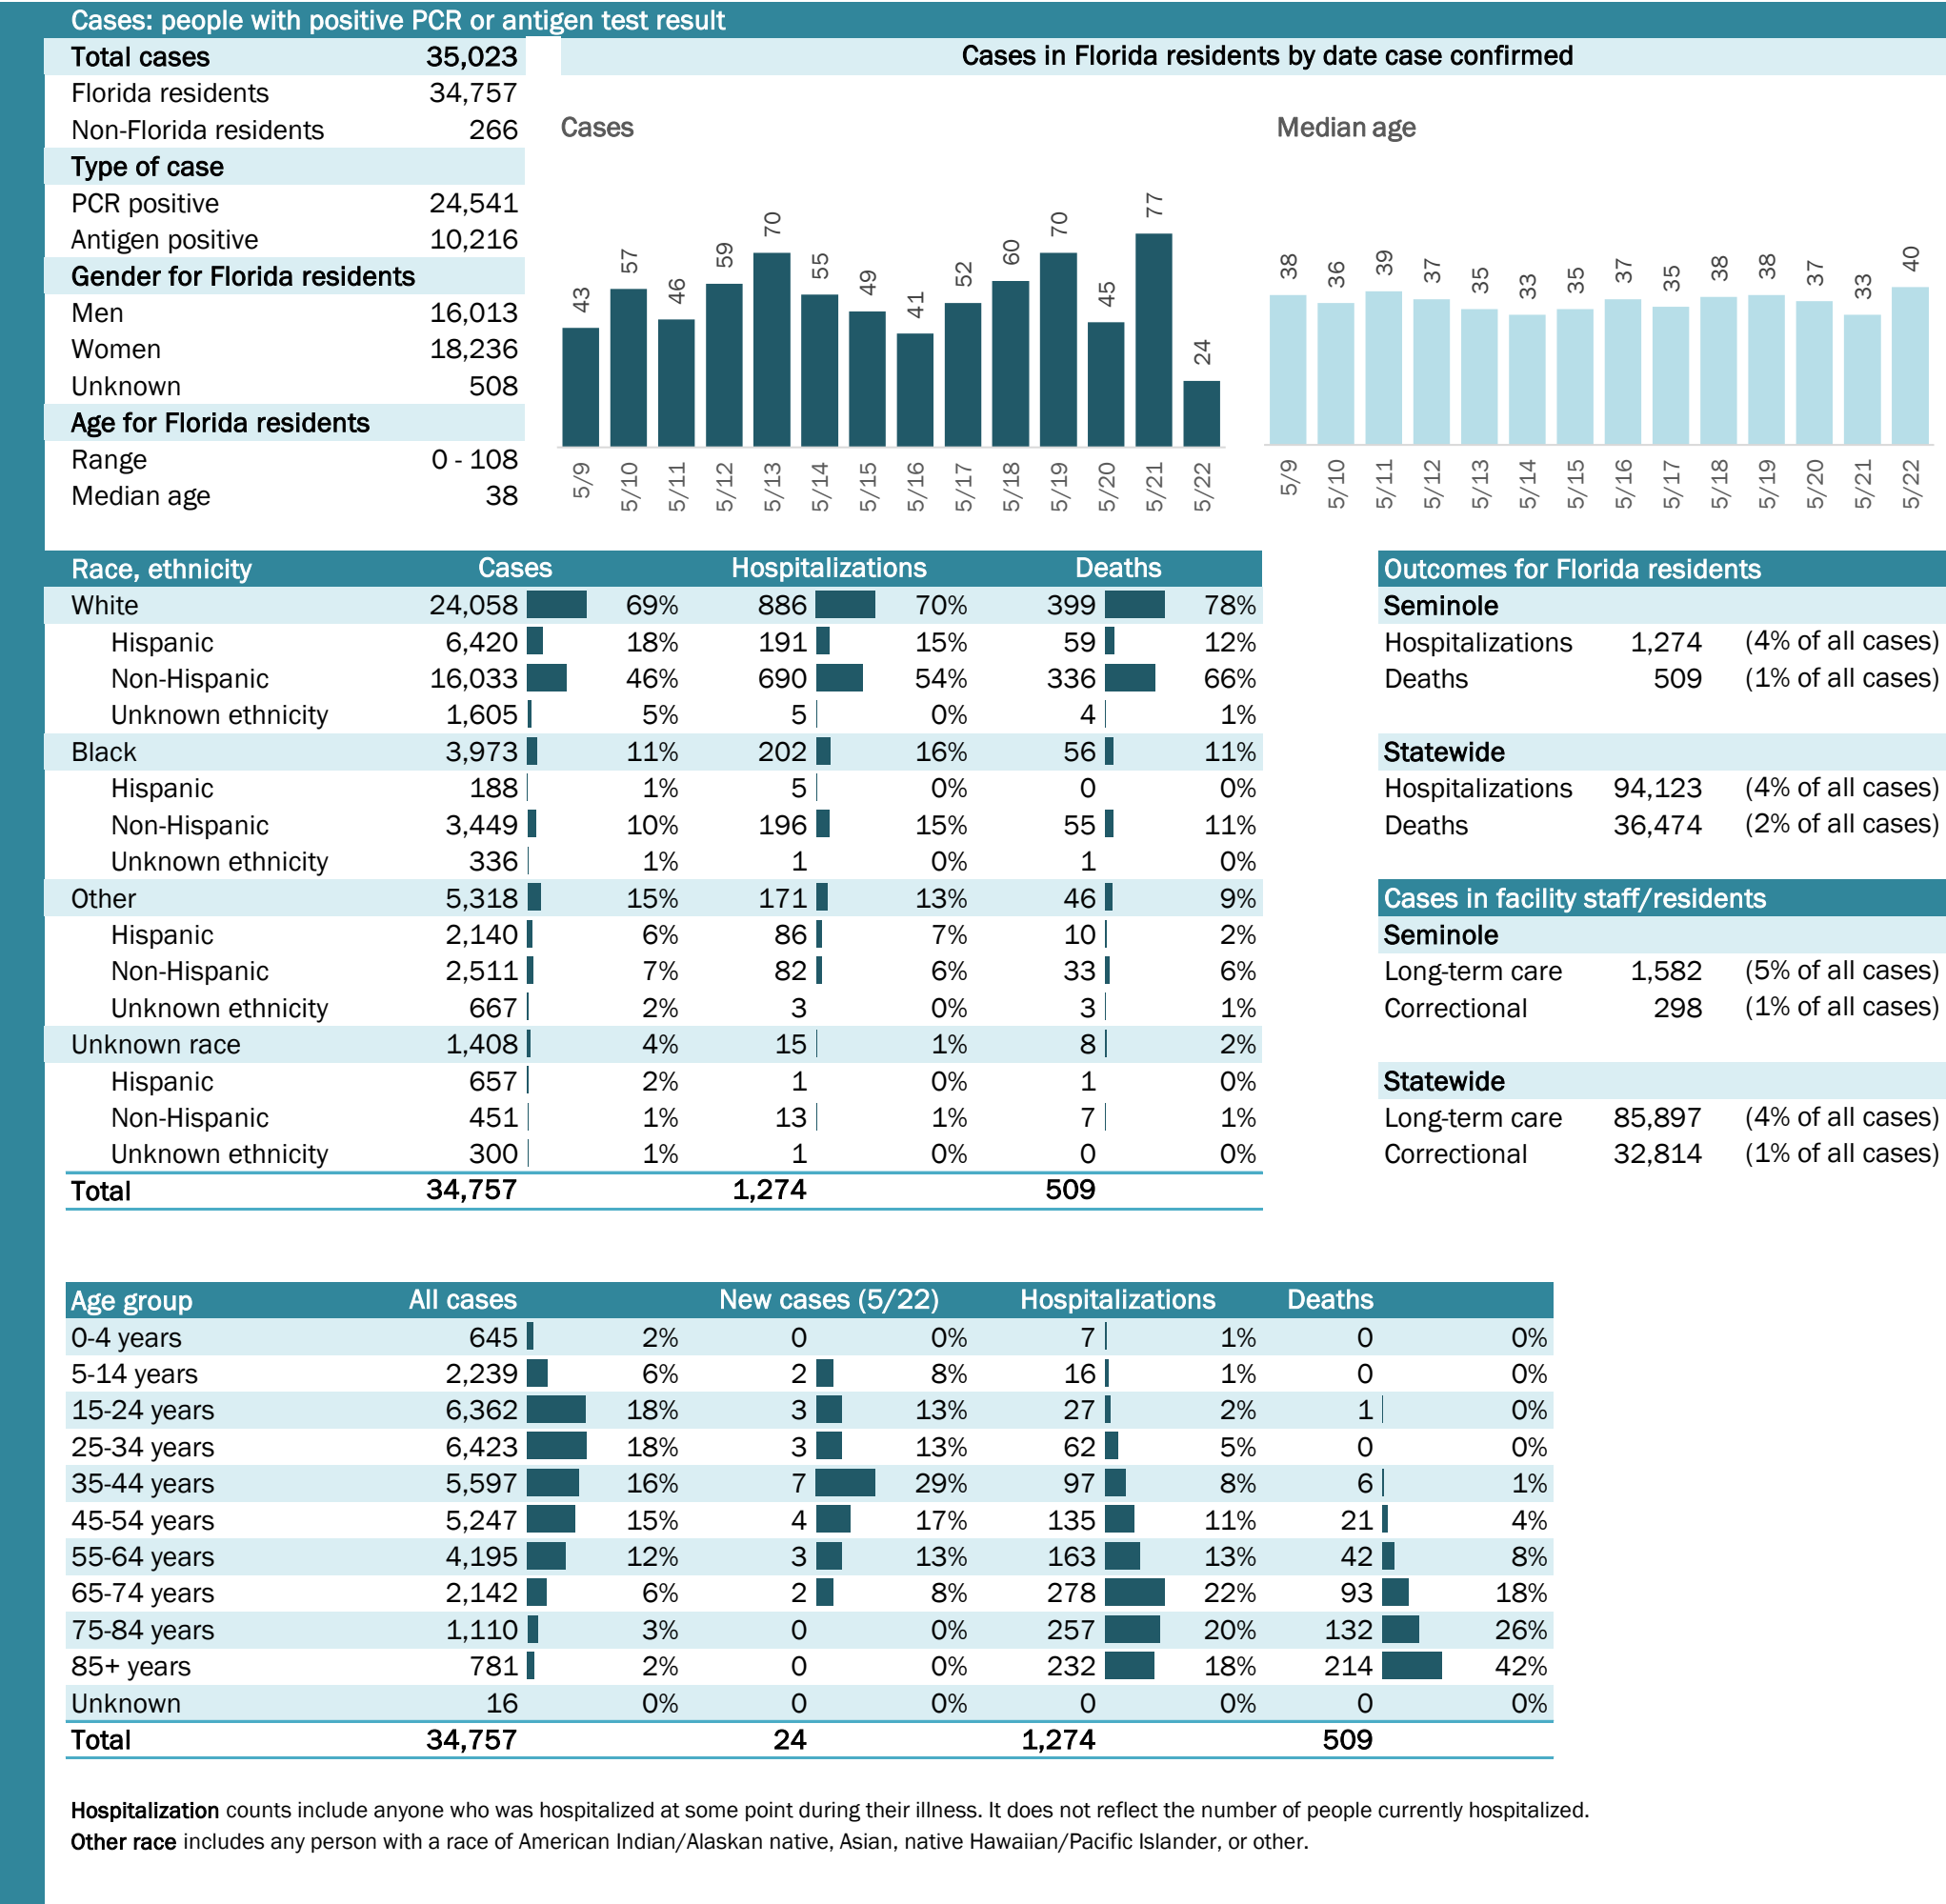 Cases: people with positive PCR or antigen test result
Total cases 35,023
Florida residents 34,757
Non-Florida residents 266
Type of case
PCR positive 24,541
Antigen positive 10,216
Gender for Florida residents
Men 16,013
Women 18,236
Unknown 508
Age for Florida residents
Range 0 - 108
Median age 38
Cases in Florida residents by date case confirmed
Cases
43 57 46 59 70 55 49 41 52 60 70 45 77 24
5/9 5/10 5/11 5/12 5/13 5/14 5/15 5/16 5/17 5/18 5/19 5/20 5/21 5/22
Median age
38 36 39 37 35 33 35 37 35 38 38 37 33 40
5/9 5/10 5/11 5/12 5/13 5/14 5/15 5/16 5/17 5/18 5/19 5/20 5/21 5/22
Race, ethnicity Cases Hospitalizations Deaths
White 24,058 69% 886 70% 399 78%
Hispanic 6,420 18% 191 15% 59 12%
Non-Hispanic 16,033 46% 690 54% 336 66%
Unknown ethnicity 1,605 5% 5 0% 4 1%
Black 3,973 11% 202 16% 56 11%
Hispanic 188 1% 5 0% 0 0%
Non-Hispanic 3,449 10% 196 15% 55 11%
Unknown ethnicity 336 1% 1 0% 1 0%
Other 5,318 15% 171 13% 46 9%
Hispanic 2,140 6% 86 7% 10 2%
Non-Hispanic 2,511 7% 82 6% 33 6%
Unknown ethnicity 667 2% 3 0% 3 1%
Unknown race 1,408 4% 15 1% 8 2%
Hispanic 657 2% 1 0% 1 0%
Non-Hispanic 451 1% 13 1% 7 1%
Unknown ethnicity 300 1% 1 0% 0 0%
Total 34,757 1,274 509
Outcomes for Florida residents
Seminole
Hospitalizations 1,274 (4% of all cases)
Deaths 509 (1% of all cases)
Statewide
Hospitalizations 94,123 (4% of all cases)
Deaths 36,474 (2% of all cases)
Cases in facility staff/residents
Seminole
Long-term care 1,582 (5% of all cases)
Correctional 298 (1% of all cases)
Statewide
Long-term care 85,897 (4% of all cases)
Correctional 32,814 (1% of all cases)
Age group All cases New cases (5/22) Hospitalizations Deaths
0-4 years 645 2% 0 0% 7 1% 0 0%
5-14 years 2,239 6% 2 8% 16 1% 0 0%
15-24 years 6,362 18% 3 13% 27 2% 1 0%
25-34 years 6,423 18% 3 13% 62 5% 0 0%
35-44 years 5,597 16% 7 29% 97 8% 6 1%
45-54 years 5,247 15% 4 17% 135 11% 21 4%
55-64 years 4,195 12% 3 13% 163 13% 42 8%
65-74 years 2,142 6% 2 8% 278 22% 93 18%
75-84 years 1,110 3% 0 0% 257 20% 132 26%
85+ years 781 2% 0 0% 232 18% 214 42%
Unknown 16 0% 0 0% 0 0% 0 0%
Total 34,757 24 1,274 509
Hospitalization counts include anyone who was hospitalized at some point during their illness. It does not reflect the number of people currently hospitalized.
Other race includes any person with a race of American Indian/Alaskan native, Asian, native Hawaiian/Pacific Islander, or other.